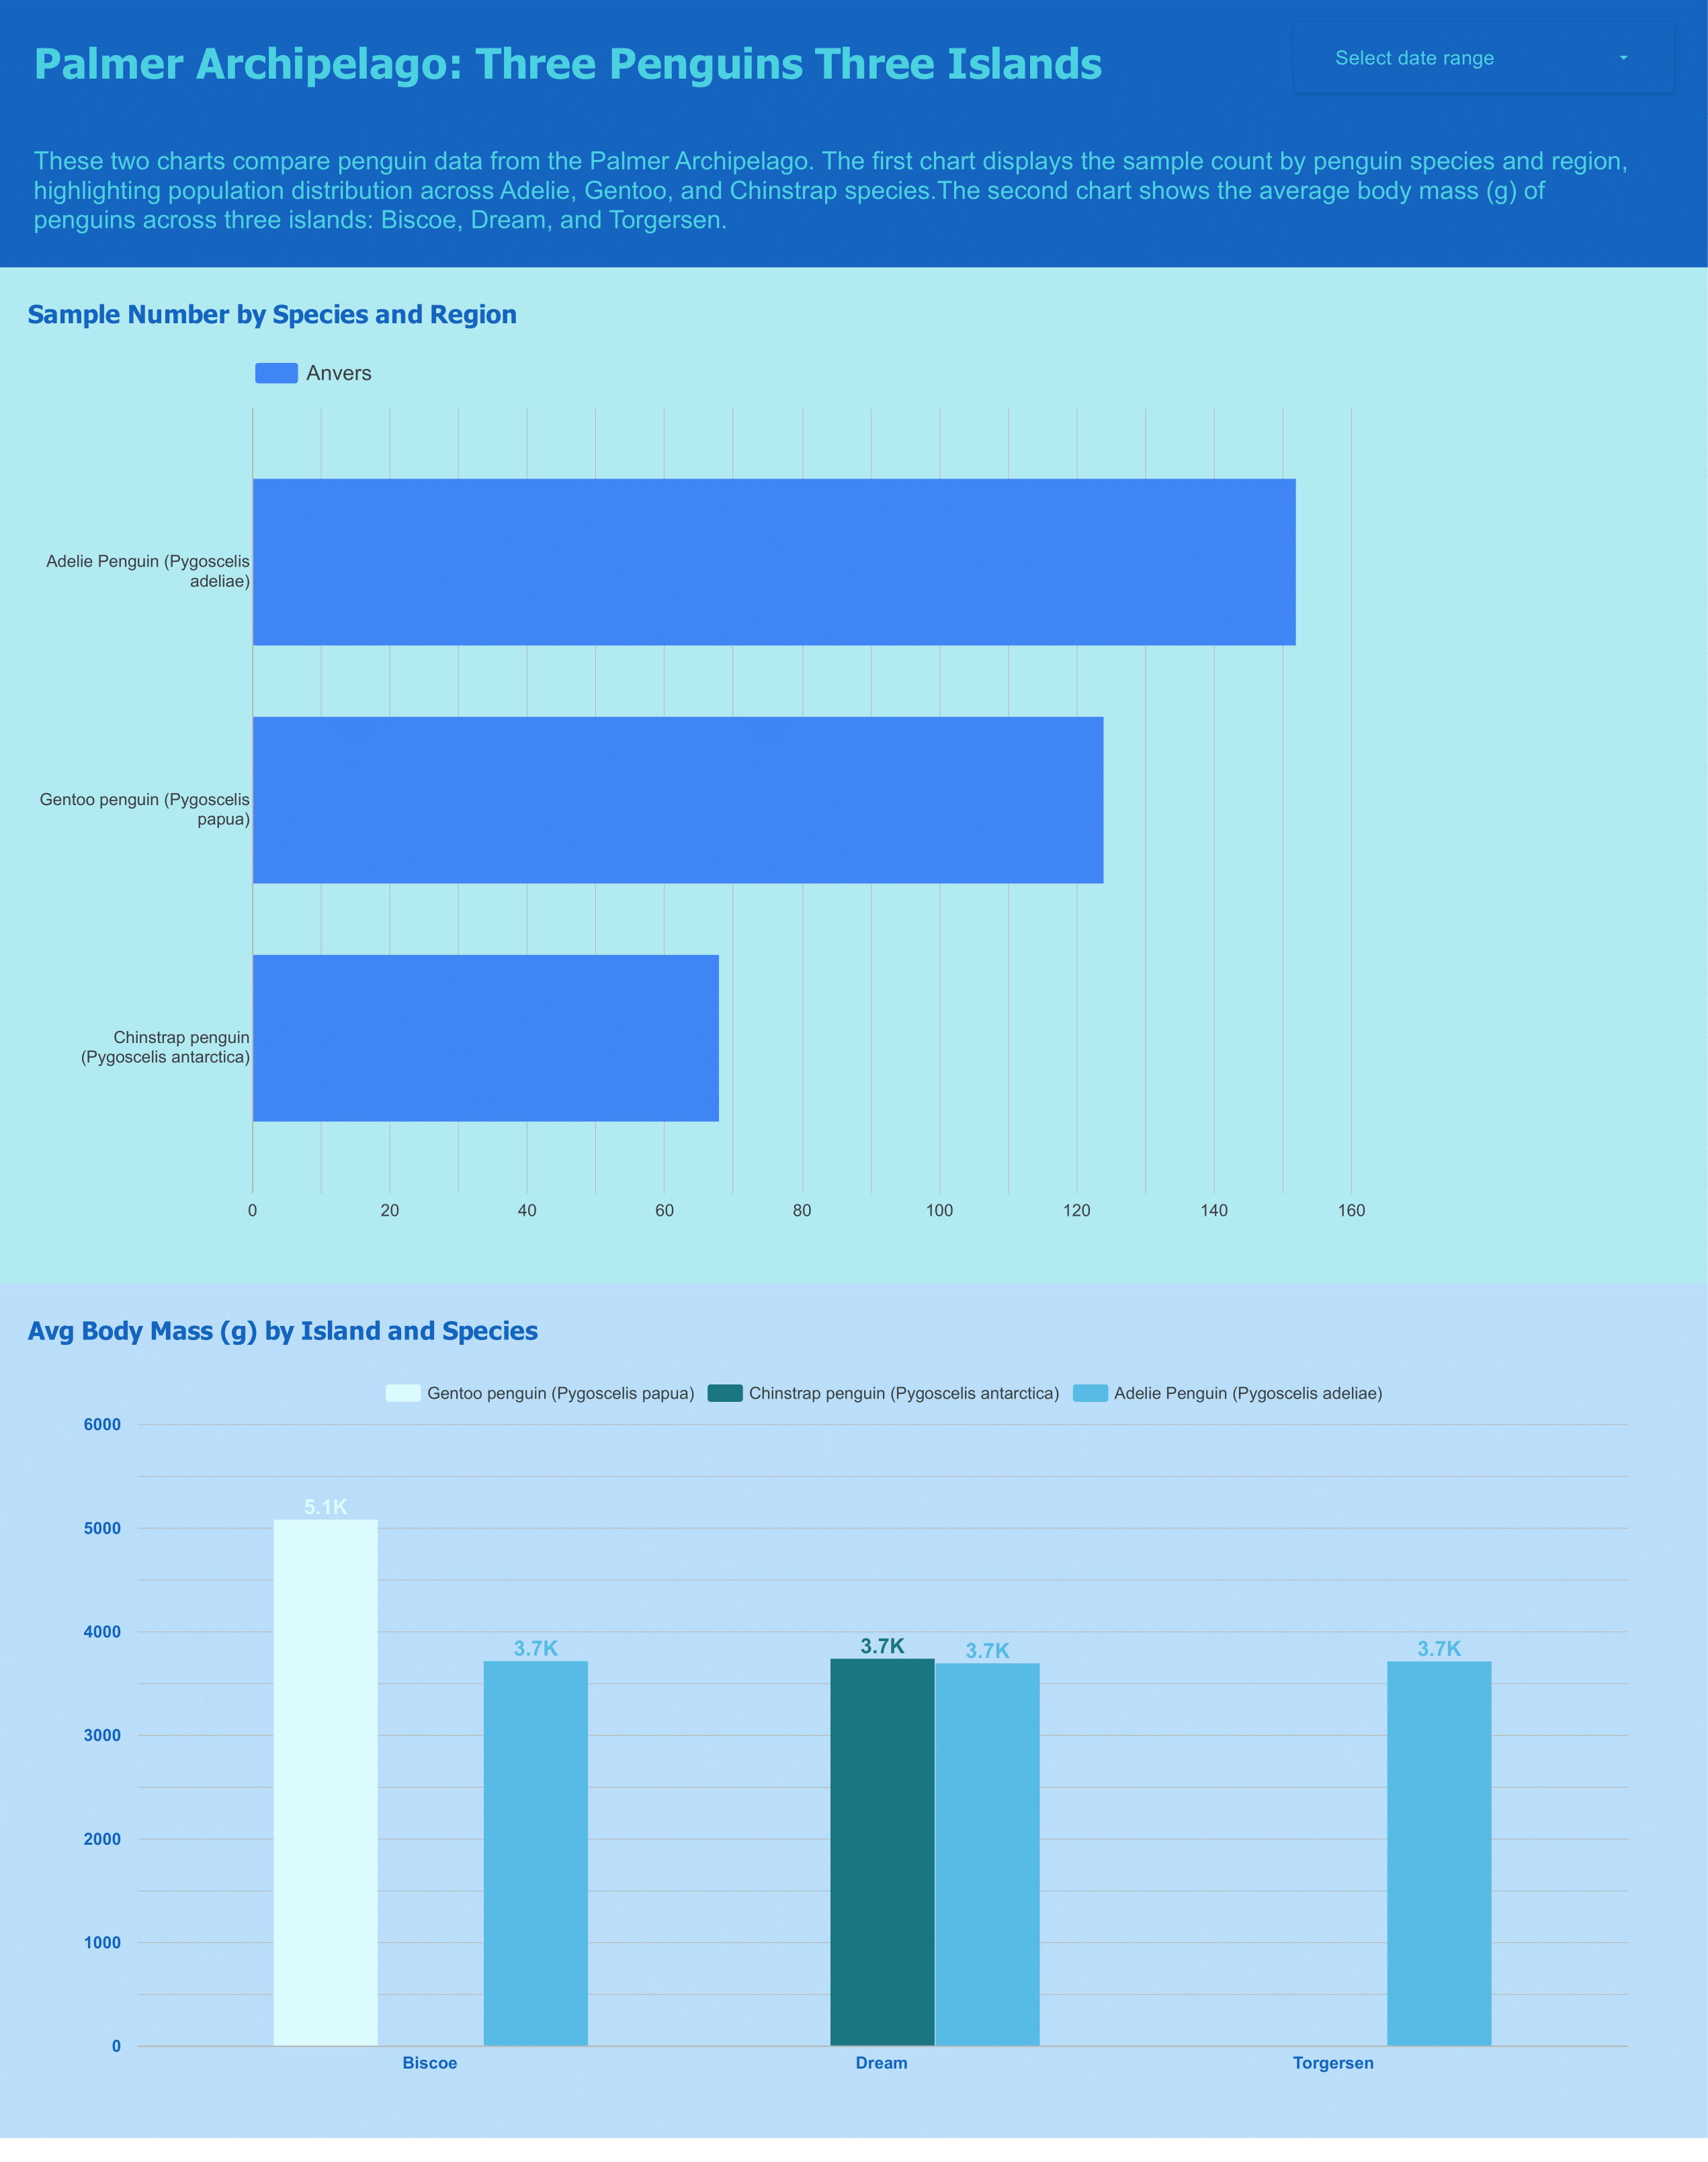 Palmer Archipelago: Three Penguins Three Islands
Select date range
These two charts compare penguin data from the Palmer Archipelago. The first chart displays the sample count by penguin species and region,
highlighting population distribution across Adelie, Gentoo, and Chinstrap species.The second chart shows the average body mass (g) of
penguins across three islands: Biscoe, Dream, and Torgersen.
Sample Number by Species and Region
Anvers
Adelie Penguin (Pygoscelis
adeliae)
Gentoo penguin (Pygoscelis
papua)
Chinstrap penguin
(Pygoscelis antarctica)
0 20 40 60 80 100 120 140 160
Avg Body Mass (g) by Island and Species
Gentoo penguin (Pygoscelis papua) Chinstrap penguin (Pygoscelis antarctica) Adelie Penguin (Pygoscelis adeliae)
6000
5.1K
5000
4000
3.7K 3.7K 3.7K 3.7K
3000
2000
1000
0
Biscoe Dream Torgersen